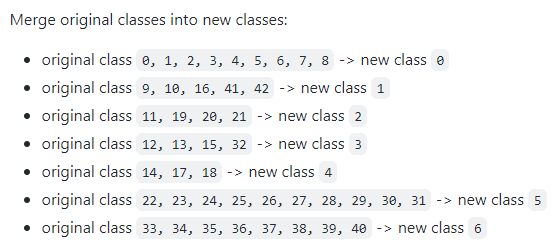 Merge original classes into new classes:
• original class 0, 1, 2, 3, 4, 5, 6, 7, 8 -> new class 0
• original class 9, 10, 16, 41, 42 -> new class 1
• original class 11, 19, 20, 21 -> new class 2
• original class 12, 13, 15, 32 -> new class 3
• original class 14, 17, 18 -> new class 4
• original class 22, 23, 24, 25, 26, 27, 28, 29, 30, 31 -> new class 5
• original class 33, 34, 35, 36, 37, 38, 39, 40 -> new class 6